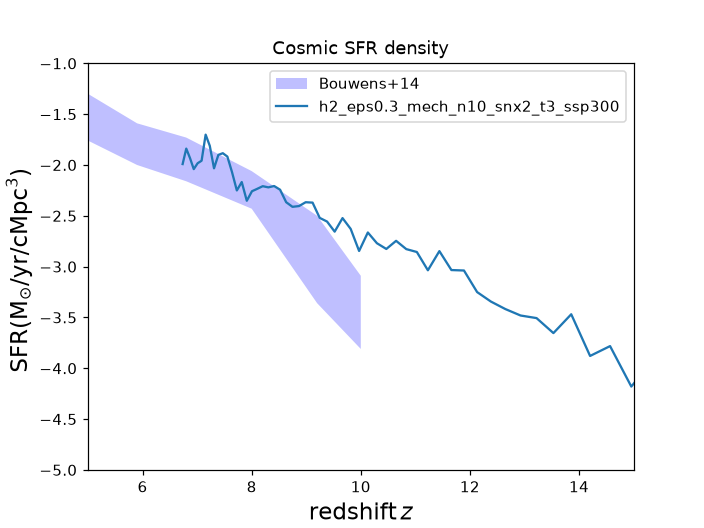 Cosmic SFR density
Bouwens+14
h2_eps0.3_mech_n10_snx2_t3_ssp300
SFR(M⊙/yr/cMpc³)
−1.0
−1.5
−2.0
−2.5
−3.0
−3.5
−4.0
−4.5
−5.0
6 8 10 12 14
redshift z